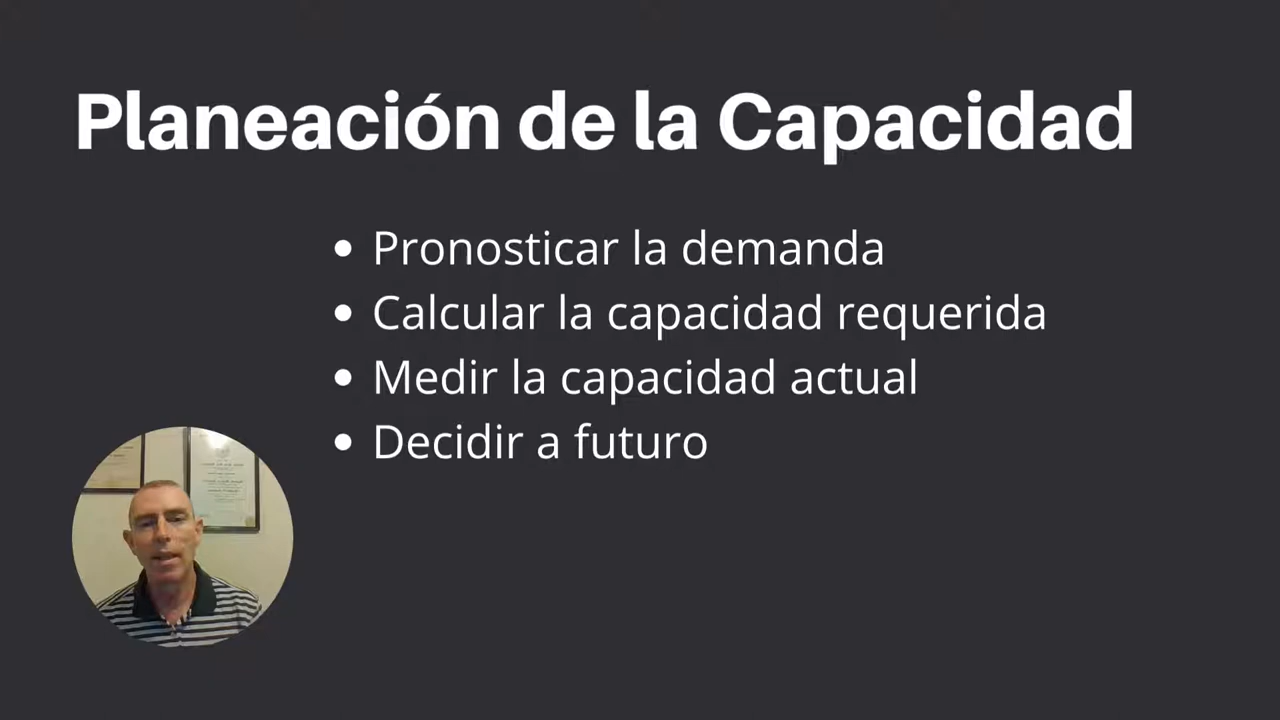 Planeación de la Capacidad
• Pronosticar la demanda
• Calcular la capacidad requerida
• Medir la capacidad actual
• Decidir a futuro